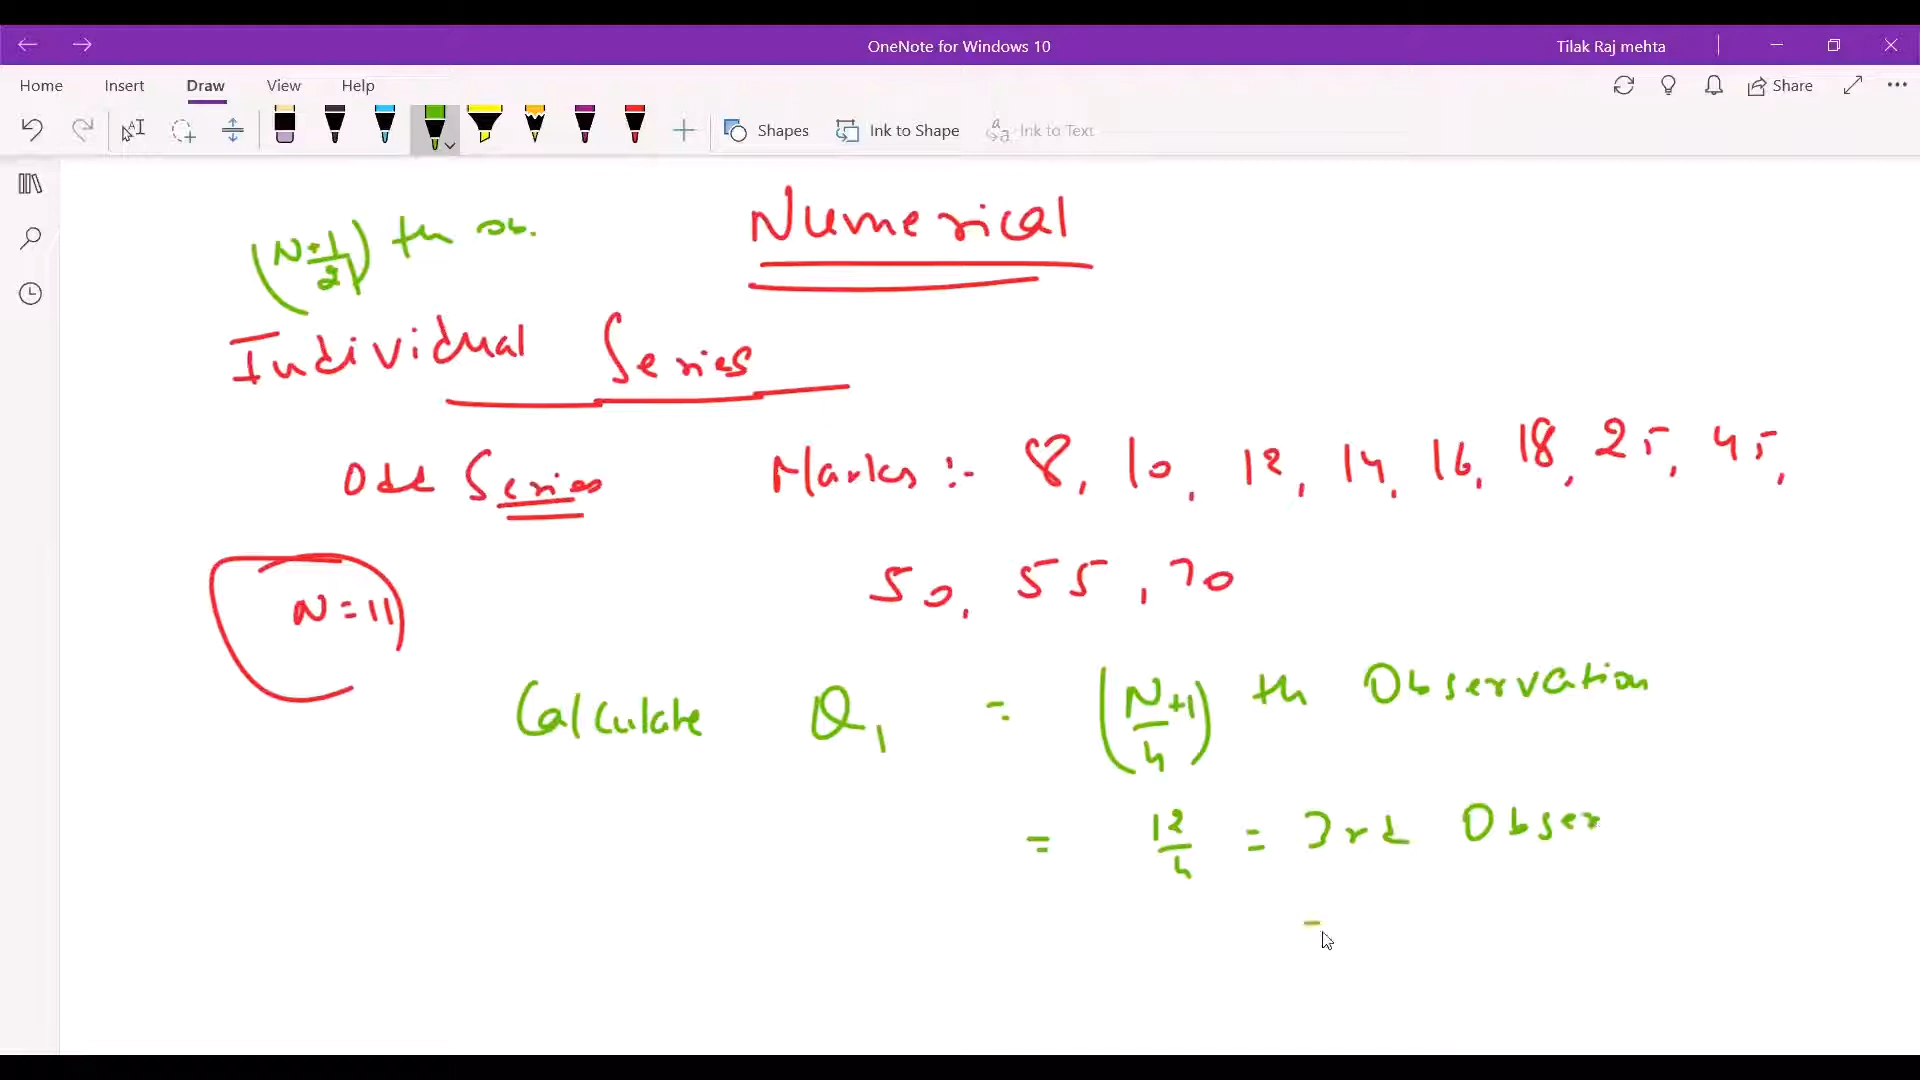 OneNote for Windows 10
Tilak Raj mehta
Home Insert Draw View Help
Share
Shapes
Ink to Shape
Ink to Text
Numerical
(N+1/2) th ob.
Individual Series
Odd Series
Marks :- 8, 10, 12, 14, 16, 18, 25, 45,
50, 55, 70
N = 11
Calculate Q1 = (N+1/4) th Observation
= 12/4 = 3rd Obser